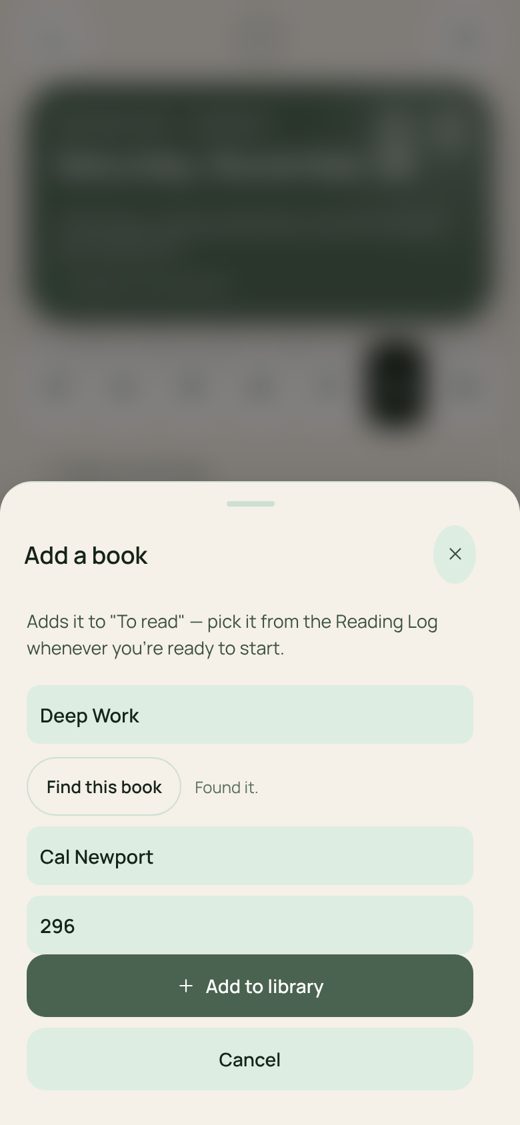 Add a book
Adds it to "To read" — pick it from the Reading Log
whenever you're ready to start.
Deep Work
Find this book
Found it.
Cal Newport
296
+ Add to library
Cancel